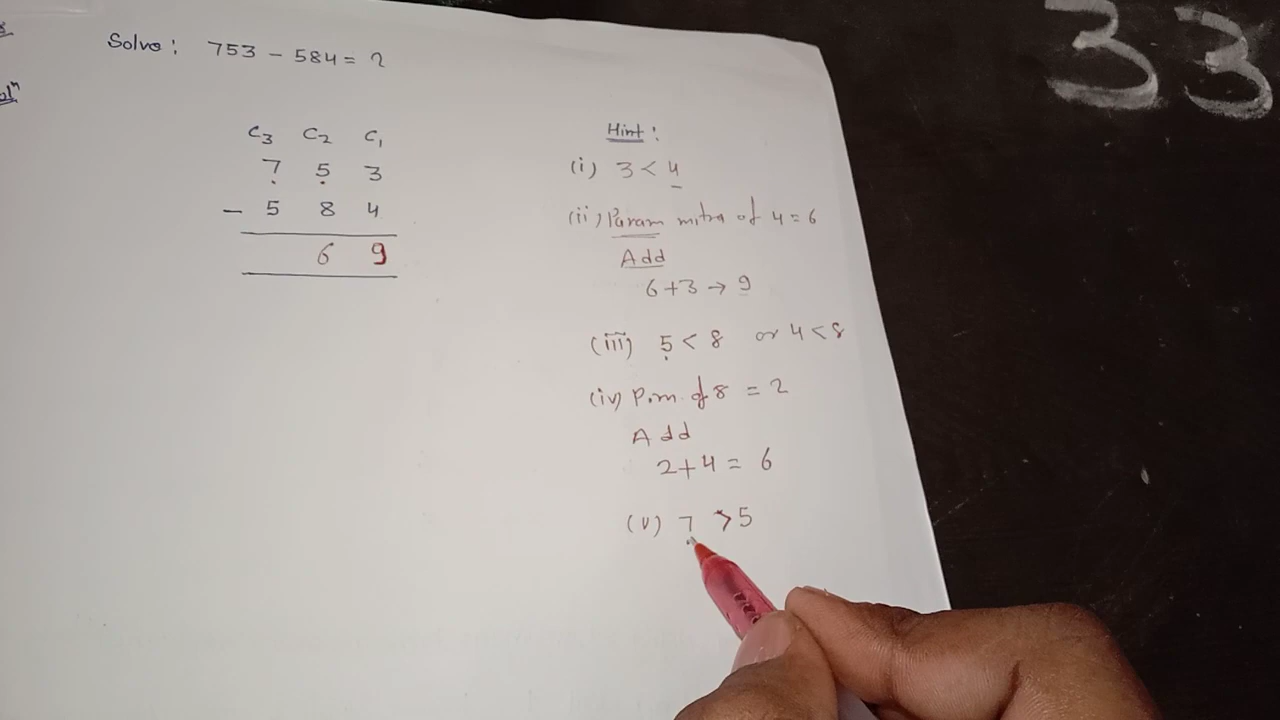 Solve: 753 - 584 = ?
C3 C2 C1
7 5 3
- 5 8 4
6 9
Hint:
(i) 3 < 4
(ii) Param mitra of 4 = 6
Add
6+3 → 9
(iii) 5 < 8 or 4 < 8
(iv) P.m. of 8 = 2
Add
2+4 = 6
(v) 7 > 5
33